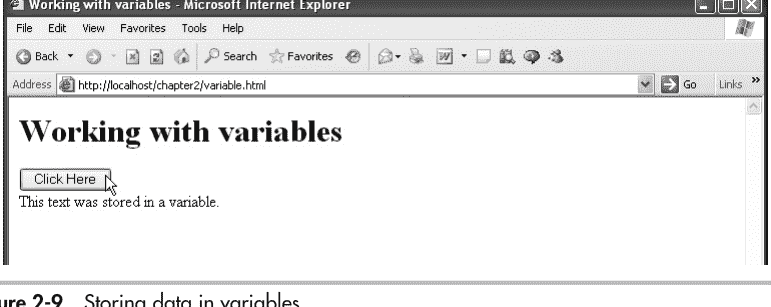 Working with variables - Microsoft Internet Explorer
File Edit View Favorites Tools Help
Back Search Favorites
Address http://localhost/chapter2/variable.html Go Links »
Working with variables
Click Here
This text was stored in a variable.
ure 2-9 Storing data in variables